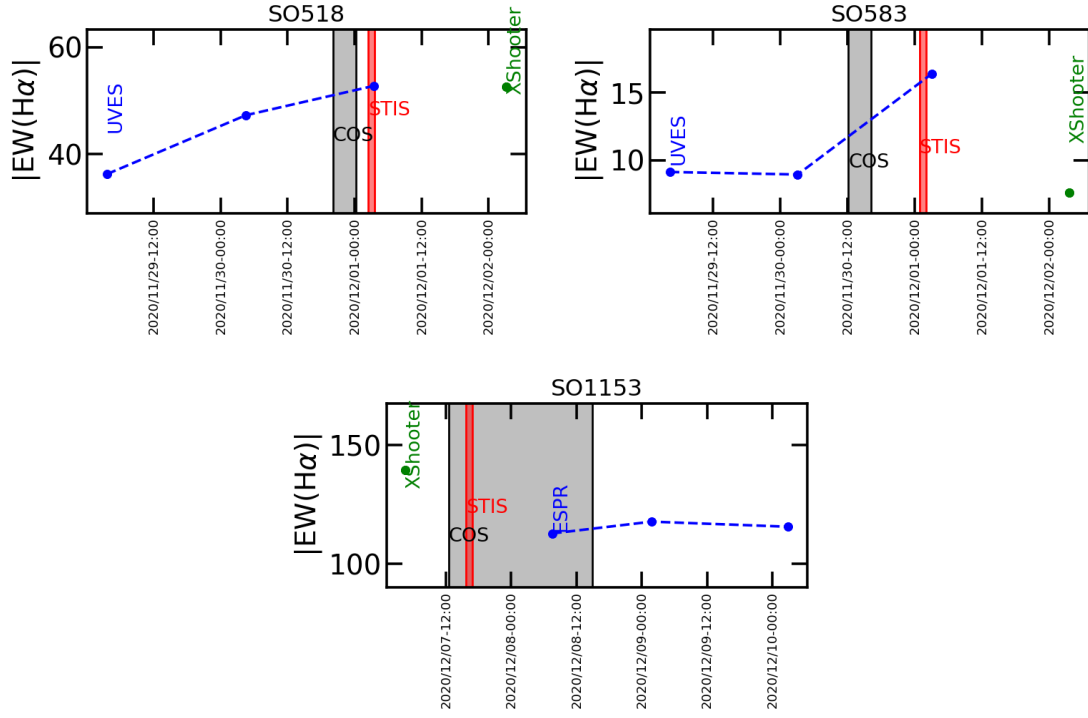 SO518
|EW(Hα)|
60
40
UVES
COS
STIS
XShooter
2020/11/29-12:00
2020/11/30-00:00
2020/11/30-12:00
2020/12/01-00:00
2020/12/01-12:00
2020/12/02-00:00
SO583
|EW(Hα)|
15
10
UVES
COS
STIS
XShooter
2020/11/29-12:00
2020/11/30-00:00
2020/11/30-12:00
2020/12/01-00:00
2020/12/01-12:00
2020/12/02-00:00
SO1153
|EW(Hα)|
150
100
XShooter
COS
STIS
ESPR
2020/12/07-12:00
2020/12/08-00:00
2020/12/08-12:00
2020/12/09-00:00
2020/12/09-12:00
2020/12/10-00:00